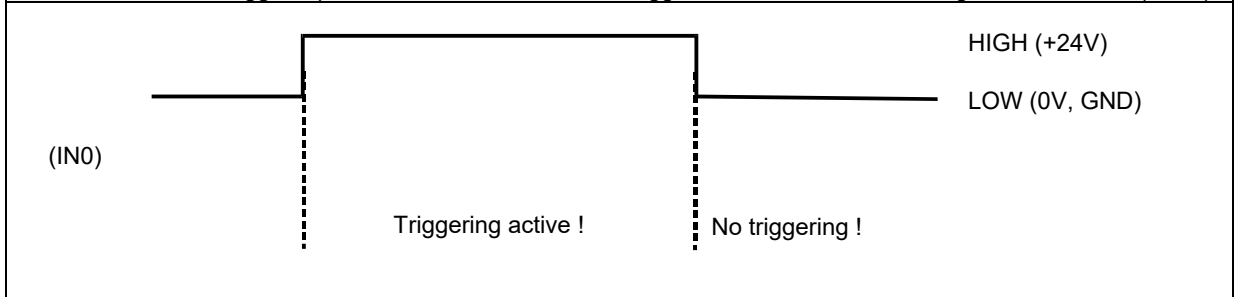 HIGH (+24V)
LOW (0V, GND)
(IN0)
Triggering active !
No triggering !